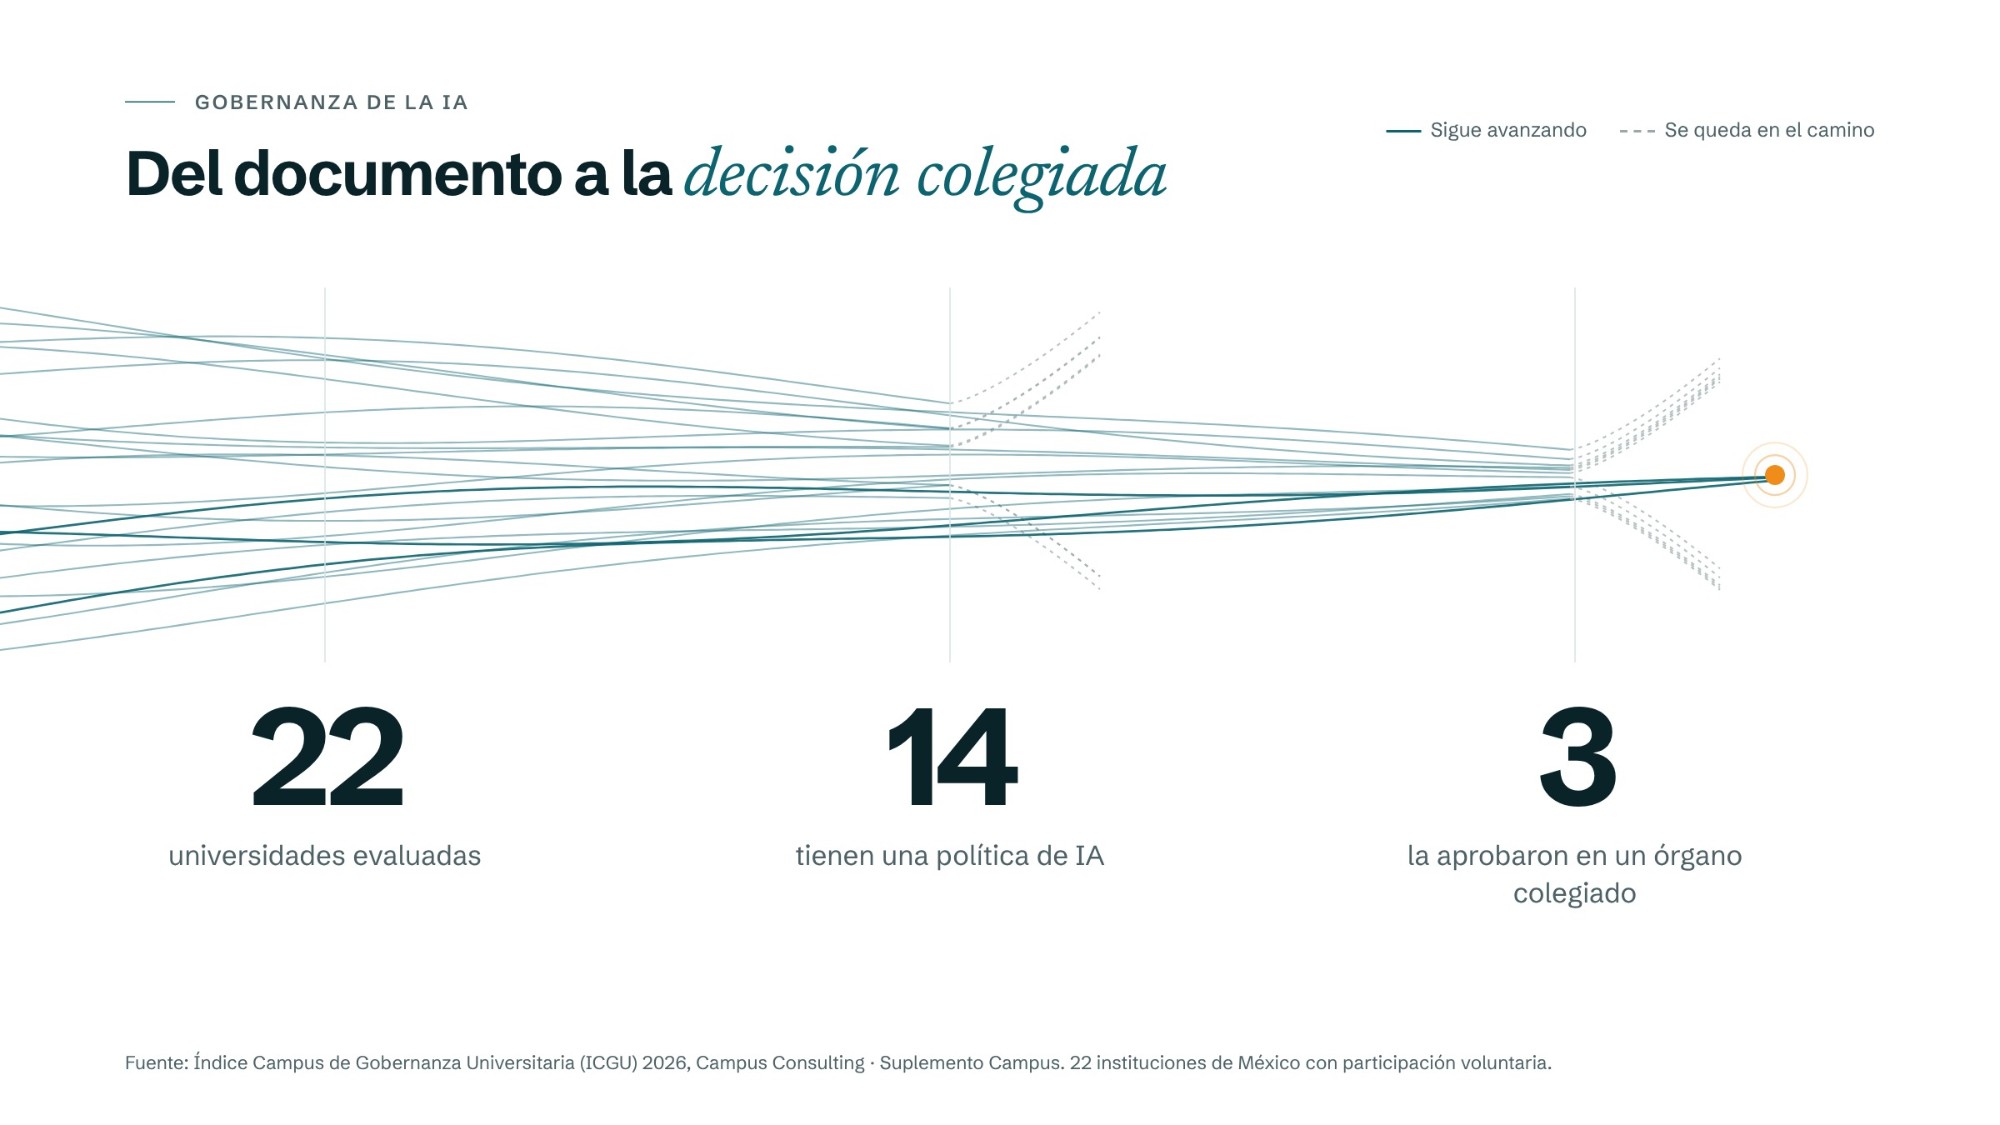 GOBERNANZA DE LA IA
Del documento a la decisión colegiada
Sigue avanzando
Se queda en el camino
22
universidades evaluadas
14
tienen una política de IA
3
la aprobaron en un órgano
colegiado
Fuente: Índice Campus de Gobernanza Universitaria (ICGU) 2026, Campus Consulting · Suplemento Campus. 22 instituciones de México con participación voluntaria.